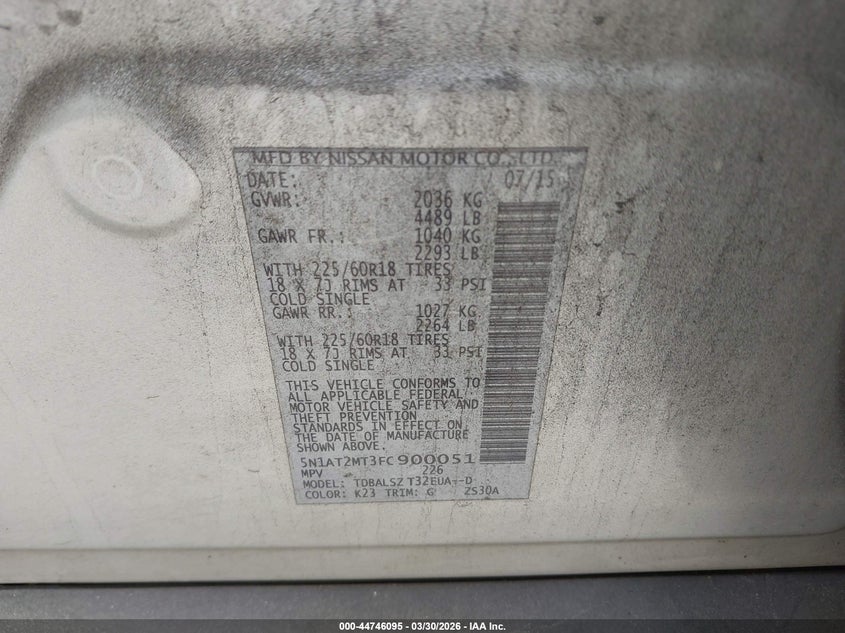 MFD BY NISSAN MOTOR CO., LTD.
DATE: 07/15
GVWR: 2036 KG
4489 LB
GAWR FR.: 1040 KG
2293 LB
WITH 225/60R18 TIRES
18 X 7J RIMS AT 33 PSI
COLD SINGLE
GAWR RR.: 1027 KG
2264 LB
WITH 225/60R18 TIRES
18 X 7J RIMS AT 33 PSI
COLD SINGLE
THIS VEHICLE CONFORMS TO
ALL APPLICABLE FEDERAL
MOTOR VEHICLE SAFETY AND
THEFT PREVENTION
STANDARDS IN EFFECT ON
THE DATE OF MANUFACTURE
SHOWN ABOVE.
5N1AT2MT3FC900051
MPV 226
MODEL: TDBALSZ T32EUA--D
COLOR: K23 TRIM: G ZS30A
000-44746095 — 03/30/2026 - IAA Inc.